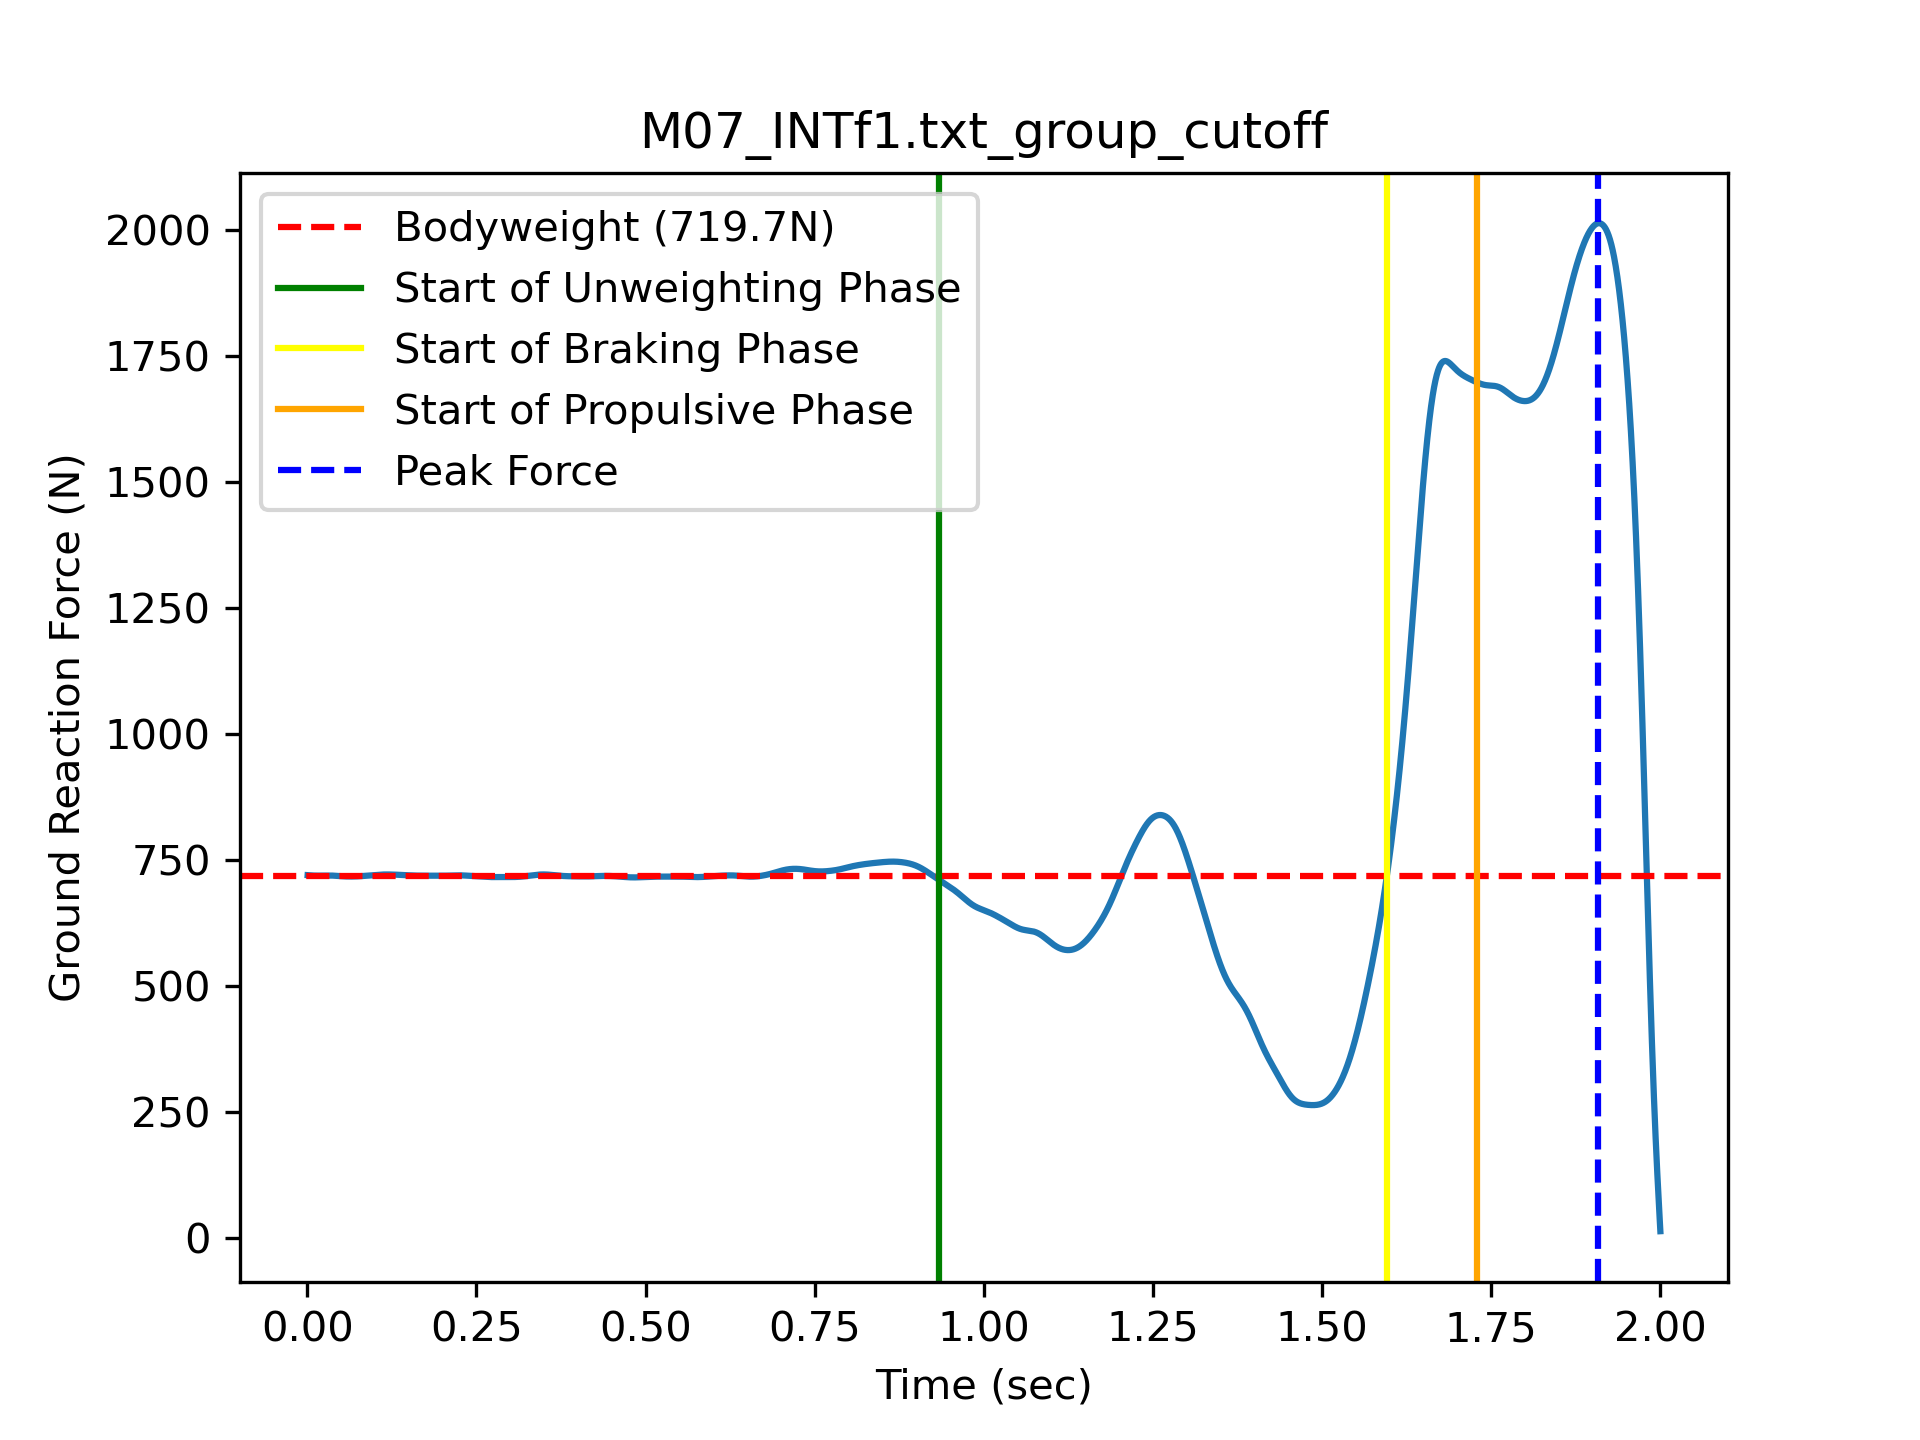 M07_INTf1.txt_group_cutoff
Bodyweight (719.7N)
Start of Unweighting Phase
Start of Braking Phase
Start of Propulsive Phase
Peak Force
Ground Reaction Force (N)
2000
1750
1500
1250
1000
750
500
250
0
0.00 0.25 0.50 0.75 1.00 1.25 1.50 1.75 2.00
Time (sec)